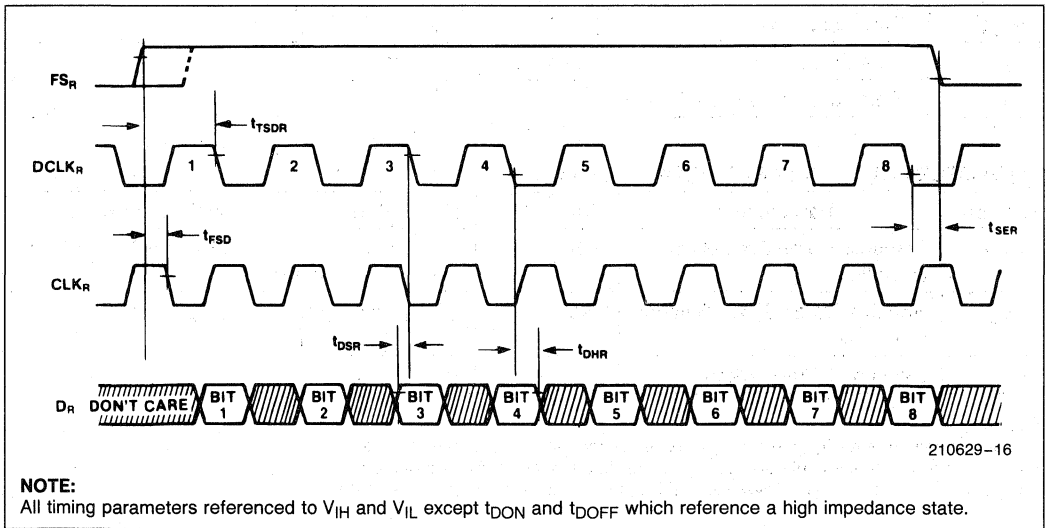 FSR
tTSDR
DCLKR 1 2 3 4 5 6 7 8
tFSD
tSER
CLKR
tDSR
tDHR
DR DON'T CARE BIT 1 BIT 2 BIT 3 BIT 4 BIT 5 BIT 6 BIT 7 BIT 8
210629–16
NOTE:
All timing parameters referenced to VIH and VIL except tDON and tDOFF which reference a high impedance state.